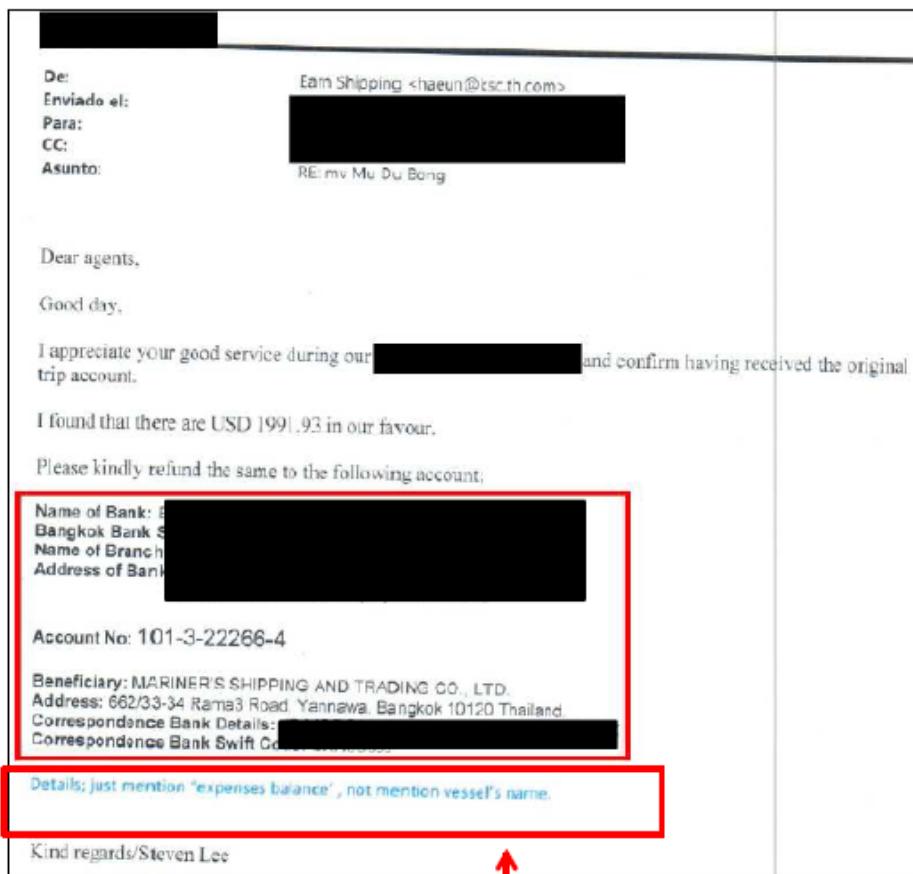 De: Eam Shipping <haeun@csc.th.com>
Enviado el:
Para:
CC:
Asunto: RE: mv Mu Du Bong
Dear agents,
Good day,
I appreciate your good service during our and confirm having received the original
trip account.
I found that there are USD 1991.93 in our favour.
Please kindly refund the same to the following account;
Name of Bank:
Bangkok Bank
Name of Branch
Address of Bank
Account No: 101-3-22266-4
Beneficiary: MARINER'S SHIPPING AND TRADING CO., LTD.
Address: 662/33-34 Rama3 Road, Yannawa, Bangkok 10120 Thailand.
Correspondence Bank Details:
Correspondence Bank Swift
Details; just mention "expenses balance', not mention vessel's name.
Kind regards/Steven Lee